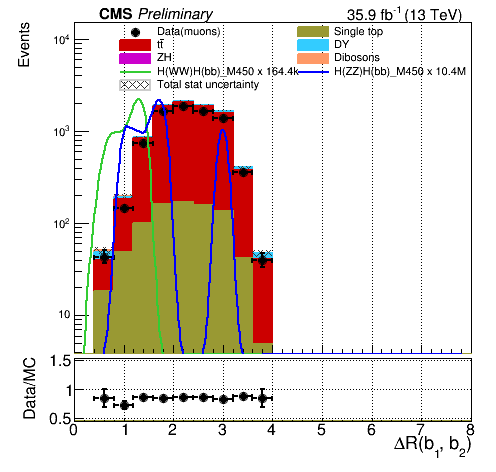 CMS Preliminary 35.9 fb⁻¹ (13 TeV)
Events
Data(muons) Single top
tt̄ DY
ZH Dibosons
H(WW)H(bb)_M450 x 164.4k H(ZZ)H(bb)_M450 x 10.4M
Total stat uncertainty
10⁴
10³
10²
10
Data/MC
1.5
1
0.5
0 1 2 3 4 5 6 7 8
ΔR(b₁, b₂)